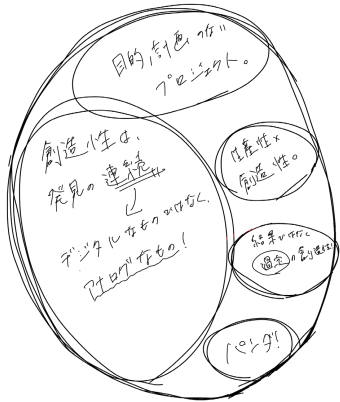 目的、計画のない
プロジェクト。
創造性は、
発見の連続
↓
デジタルなものではなく、
アナログなもの!
生産性×
創造性。
結果ではなく
過程の創造性
パンダ!